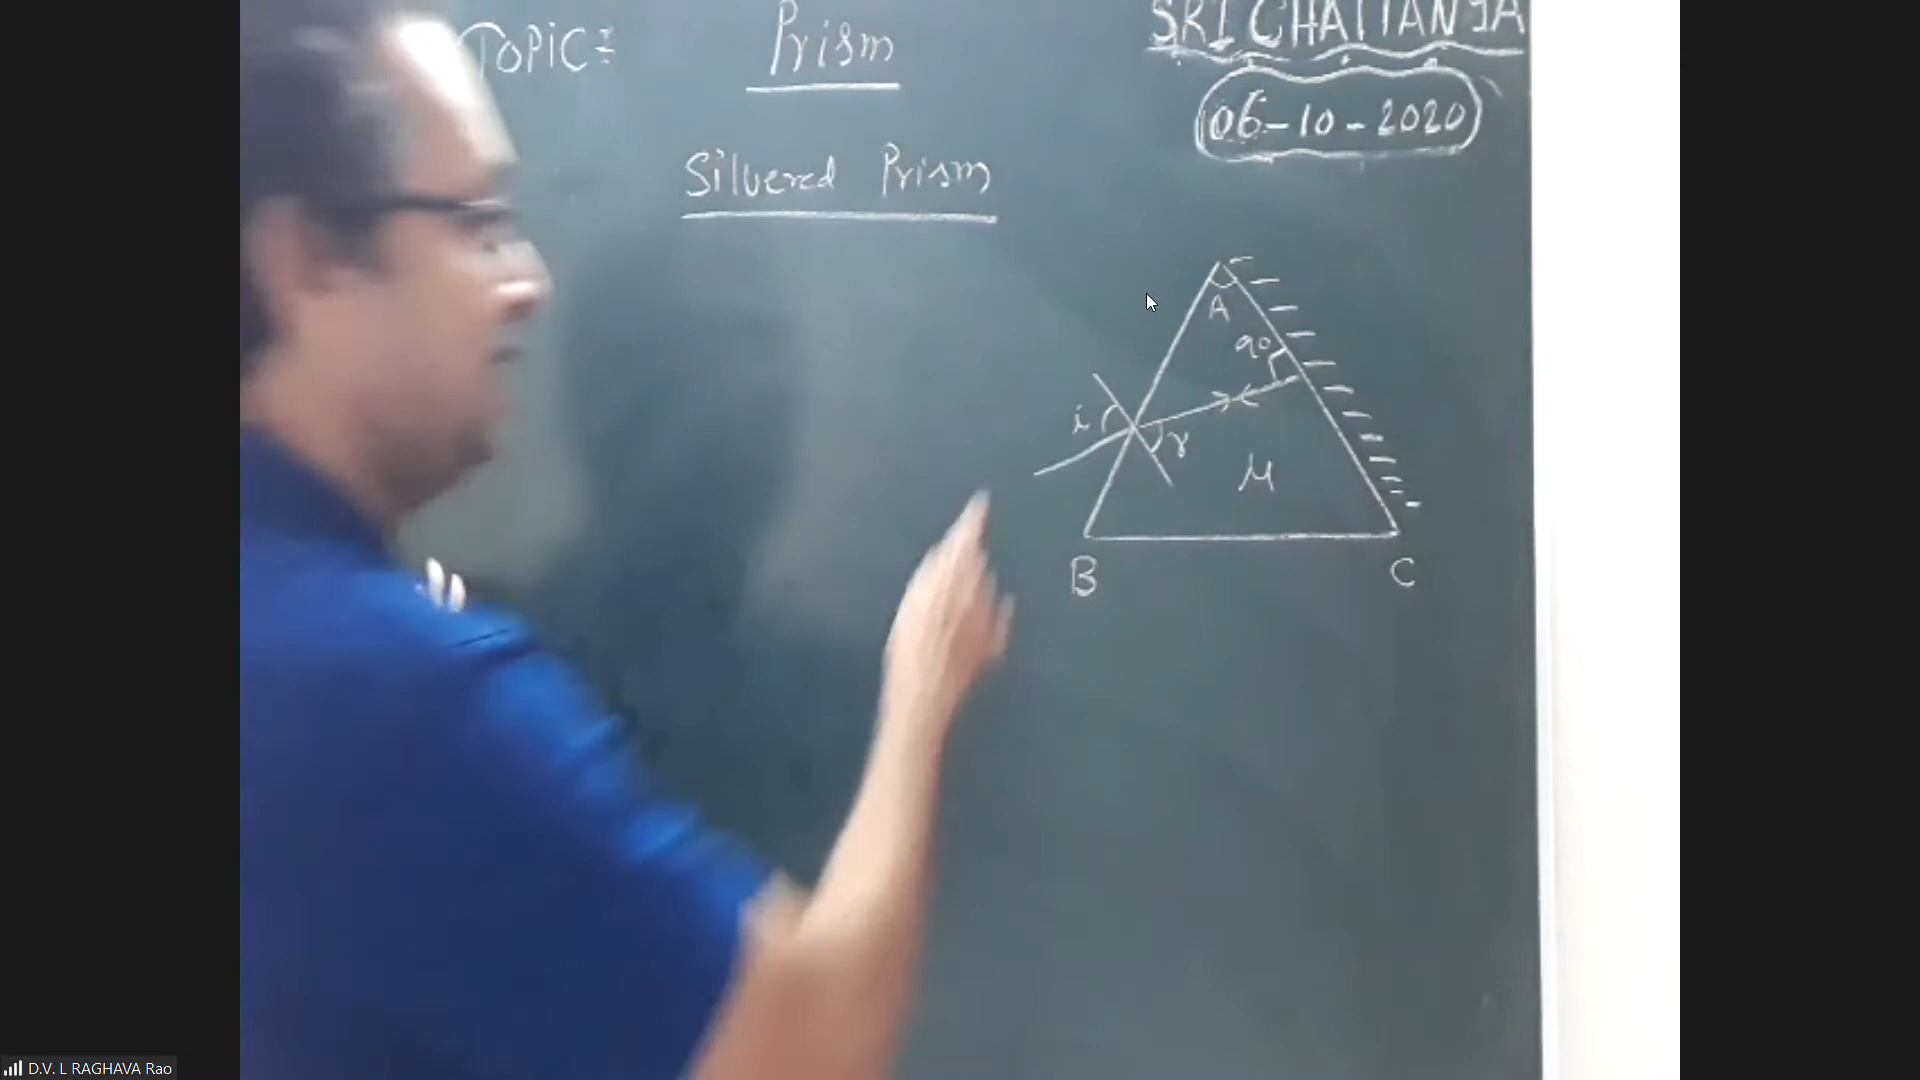 TOPIC:
Prism
SRI CHAITANYA
06-10-2020
Silvered Prism
A
90
i
r
μ
B
C
D.V. L RAGHAVA Rao